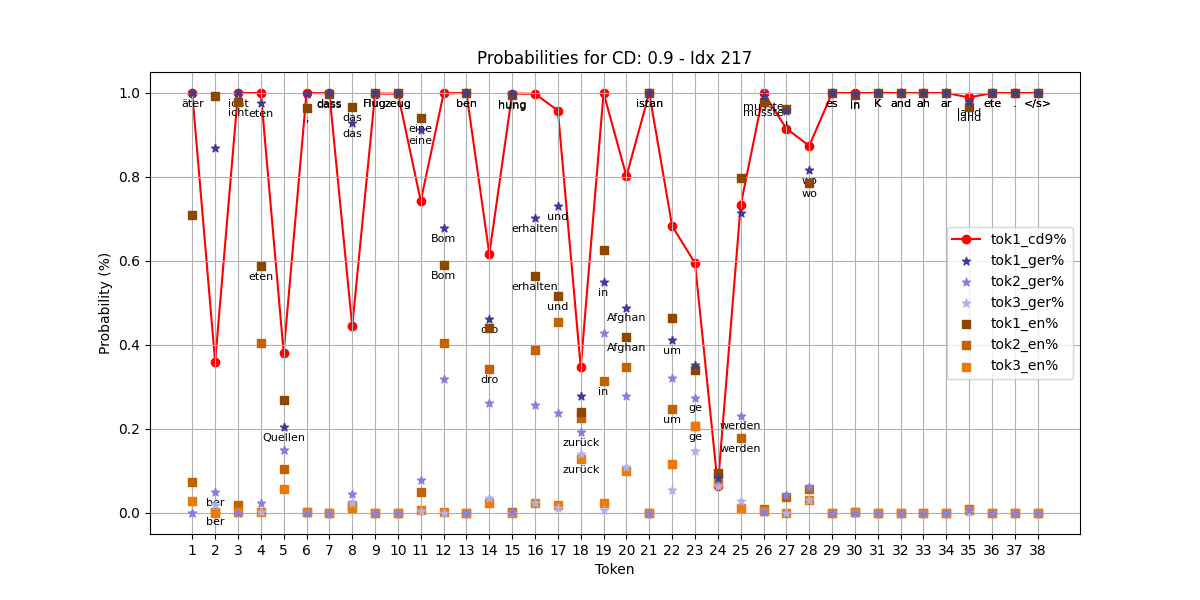 Probabilities for CD: 0.9 - Idx 217
Probability (%)
1.0
0.8
0.6
0.4
0.2
0.0
äter
icht
icht
eten
eten
,
dass
dass
das
das
Flugzeug
eine
eine
ben
Bom
Bom
hung
dro
dro
erhalten
erhalten
und
und
zurück
zurück
in
in
Afghan
Afghan
istan
um
um
ge
ge
werden
werden
musste
musste
,
wo
wo
es
in
K
and
ah
ar
land
land
ete
.
</s>
Quellen
ber
ber
tok1_cd9%
tok1_ger%
tok2_ger%
tok3_ger%
tok1_en%
tok2_en%
tok3_en%
1 2 3 4 5 6 7 8 9 10 11 12 13 14 15 16 17 18 19 20 21 22 23 24 25 26 27 28 29 30 31 32 33 34 35 36 37 38
Token